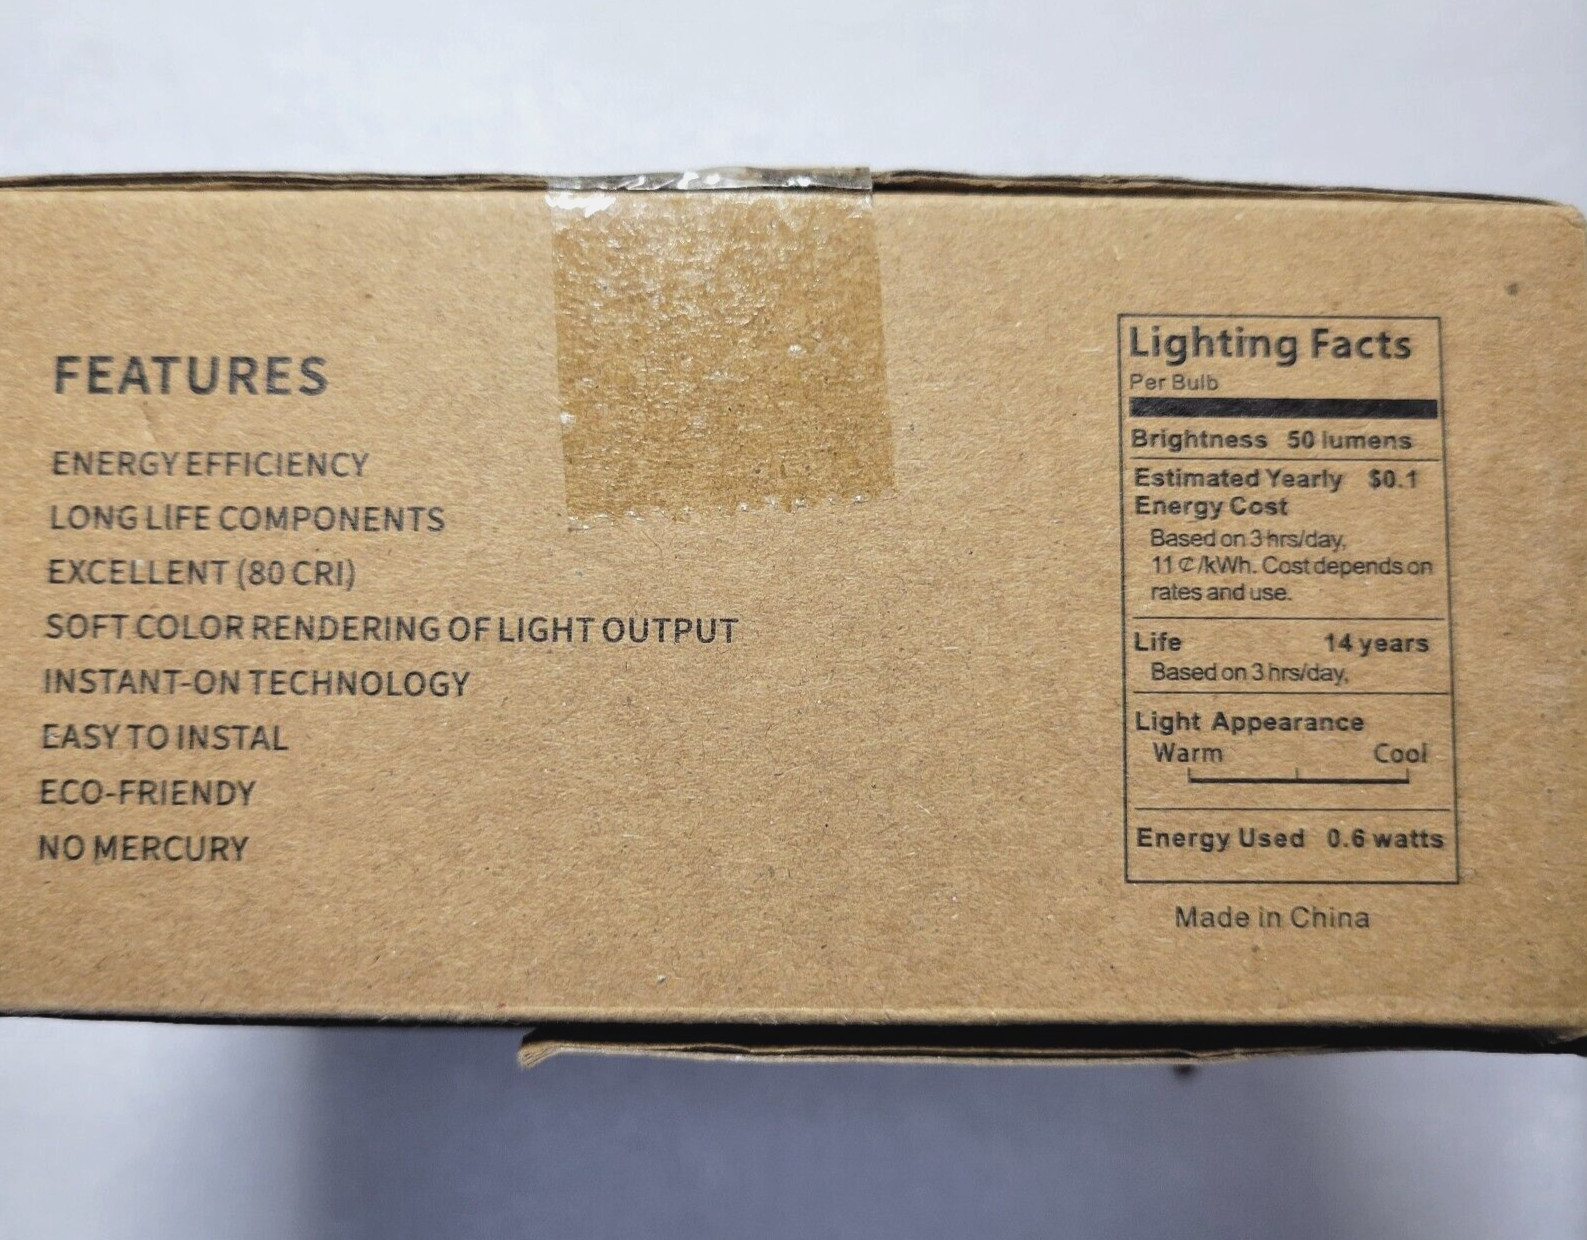 FEATURES
ENERGY EFFICIENCY
LONG LIFE COMPONENTS
EXCELLENT (80 CRI)
SOFT COLOR RENDERING OF LIGHT OUTPUT
INSTANT-ON TECHNOLOGY
EASY TO INSTAL
ECO-FRIENDY
NO MERCURY
Lighting Facts
Per Bulb
Brightness 50 lumens
Estimated Yearly $0.1
Energy Cost
Based on 3 hrs/day,
11 ¢/kWh. Cost depends on
rates and use.
Life 14 years
Based on 3 hrs/day,
Light Appearance
Warm Cool
Energy Used 0.6 watts
Made in China